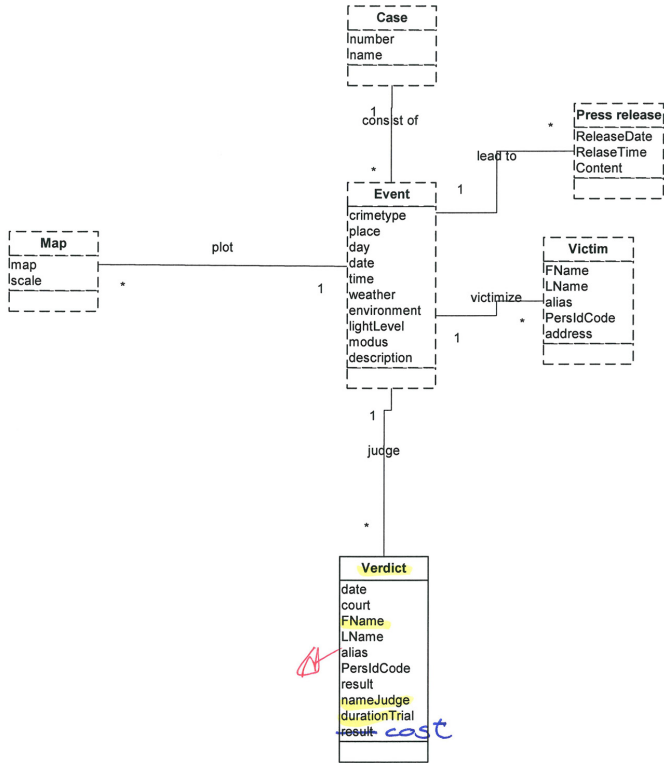 Case
number
name
1
consist of
*
Press release
ReleaseDate
RelaseTime
Content
*
lead to
1
Event
crimetype
place
day
date
time
weather
environment
lightLevel
modus
description
Map
map
scale
plot
*
1
Victim
FName
LName
alias
PersIdCode
address
victimize
*
1
1
judge
*
Verdict
date
court
FName
LName
alias
PersIdCode
result
nameJudge
durationTrial
result cost